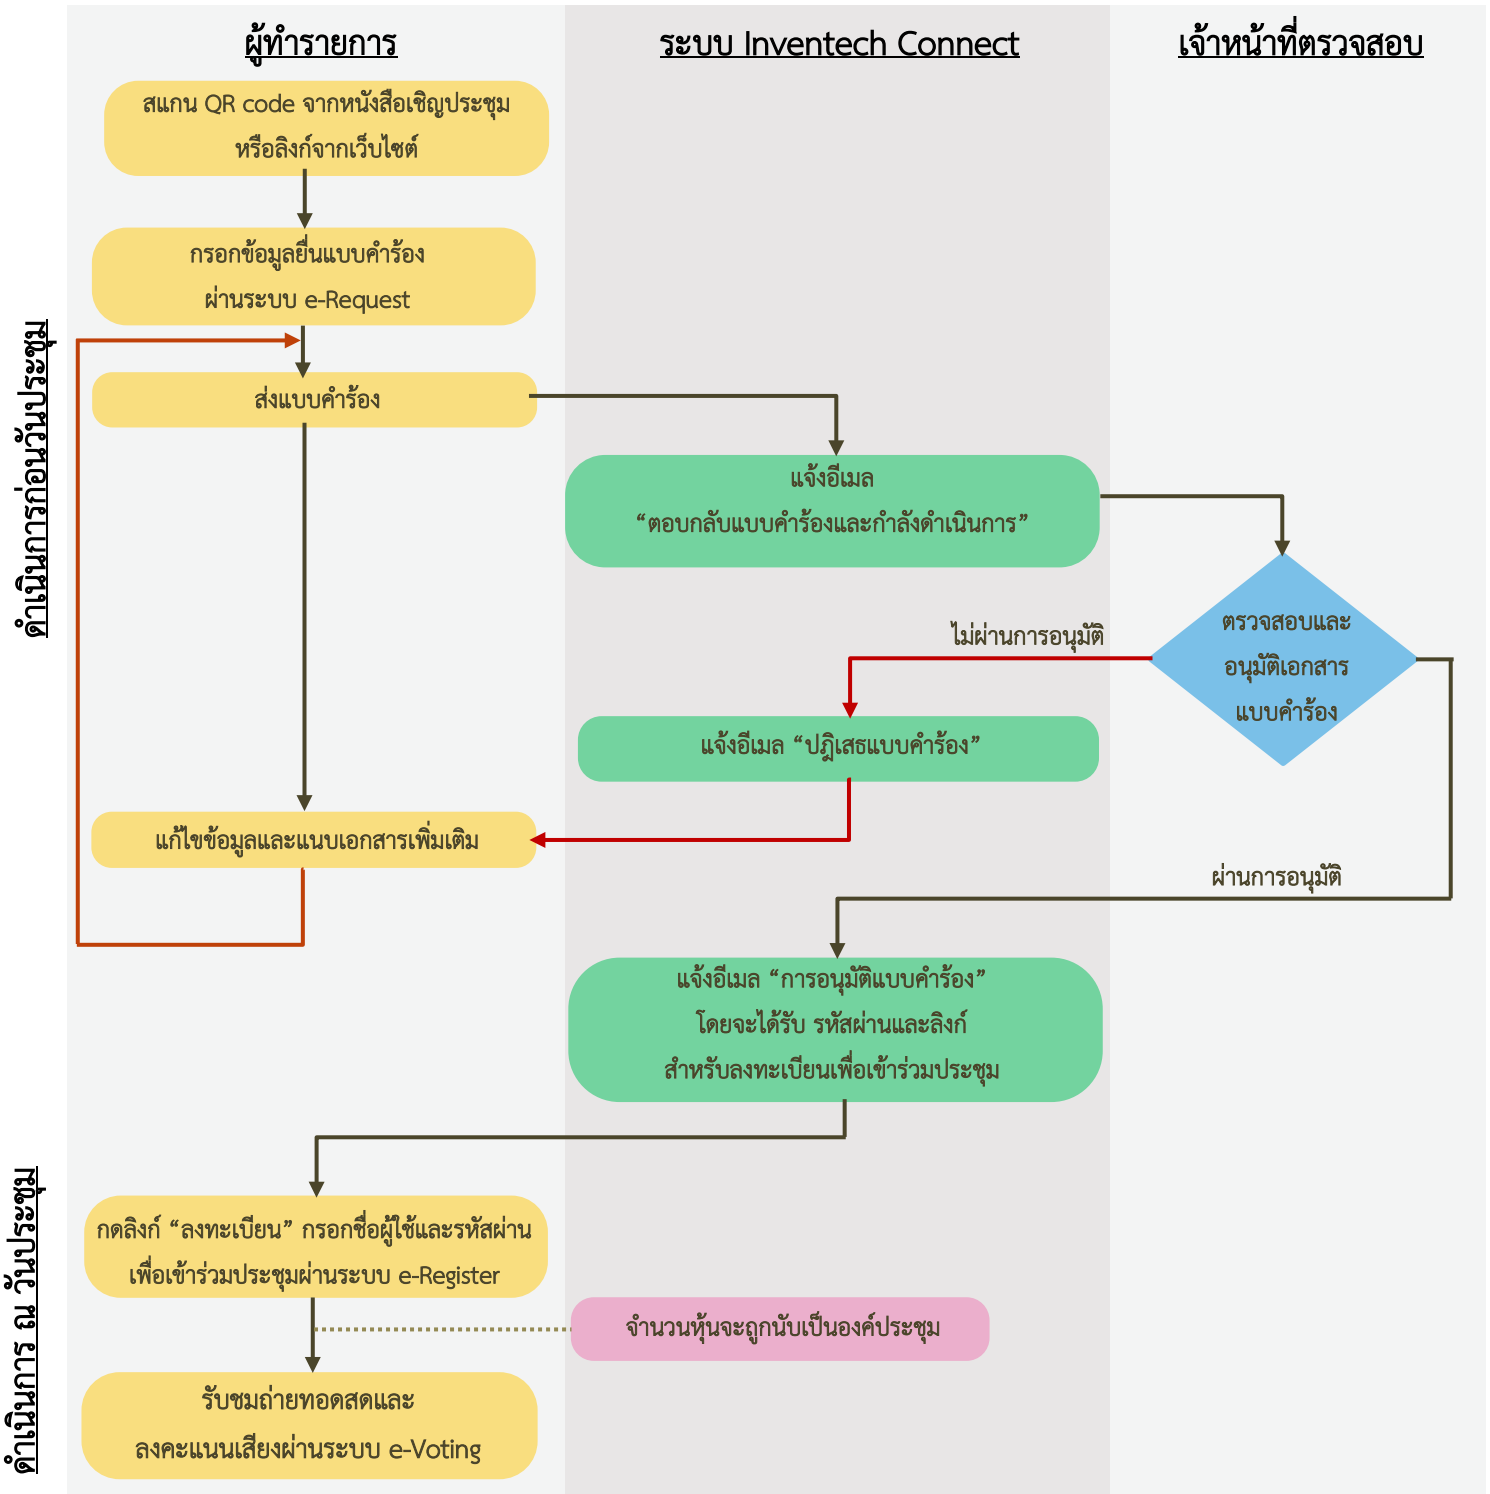 ผู้ทำรายการ
ระบบ Inventech Connect
เจ้าหน้าที่ตรวจสอบ
ดำเนินการก่อนวันประชุม
สแกน QR code จากหนังสือเชิญประชุม
หรือลิงก์จากเว็บไซต์
กรอกข้อมูลยื่นแบบคำร้อง
ผ่านระบบ e-Request
ส่งแบบคำร้อง
แจ้งอีเมล
“ตอบกลับแบบคำร้องและกำลังดำเนินการ”
ตรวจสอบและ
อนุมัติเอกสาร
แบบคำร้อง
ไม่ผ่านการอนุมัติ
แจ้งอีเมล “ปฎิเสธแบบคำร้อง”
แก้ไขข้อมูลและแนบเอกสารเพิ่มเติม
ผ่านการอนุมัติ
แจ้งอีเมล “การอนุมัติแบบคำร้อง”
โดยจะได้รับ รหัสผ่านและลิงก์
สำหรับลงทะเบียนเพื่อเข้าร่วมประชุม
ดำเนินการ ณ วันประชุม
กดลิงก์ “ลงทะเบียน” กรอกชื่อผู้ใช้และรหัสผ่าน
เพื่อเข้าร่วมประชุมผ่านระบบ e-Register
จำนวนหุ้นจะถูกนับเป็นองค์ประชุม
รับชมถ่ายทอดสดและ
ลงคะแนนเสียงผ่านระบบ e-Voting